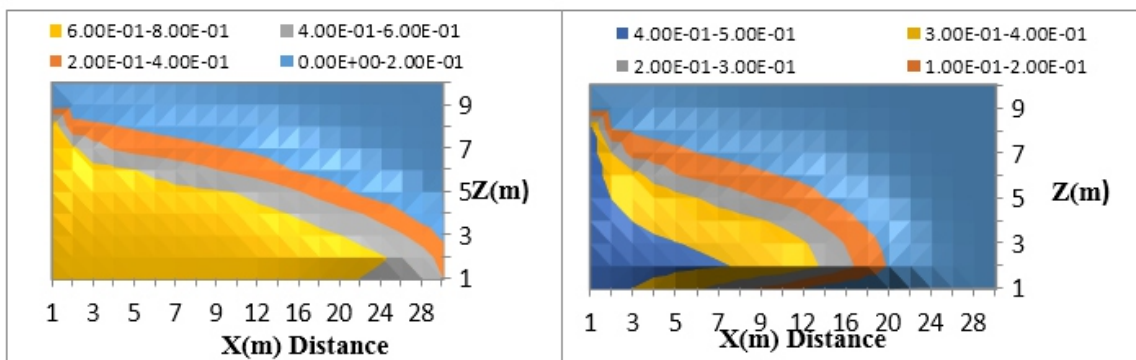 6.00E-01-8.00E-01 4.00E-01-6.00E-01
2.00E-01-4.00E-01 0.00E+00-2.00E-01
9
7
5
Z(m)
3
1
1 3 5 7 9 12 16 20 24 28
X(m) Distance
4.00E-01-5.00E-01 3.00E-01-4.00E-01
2.00E-01-3.00E-01 1.00E-01-2.00E-01
9
7
5
Z(m)
3
1
1 3 5 7 9 12 16 20 24 28
X(m) Distance